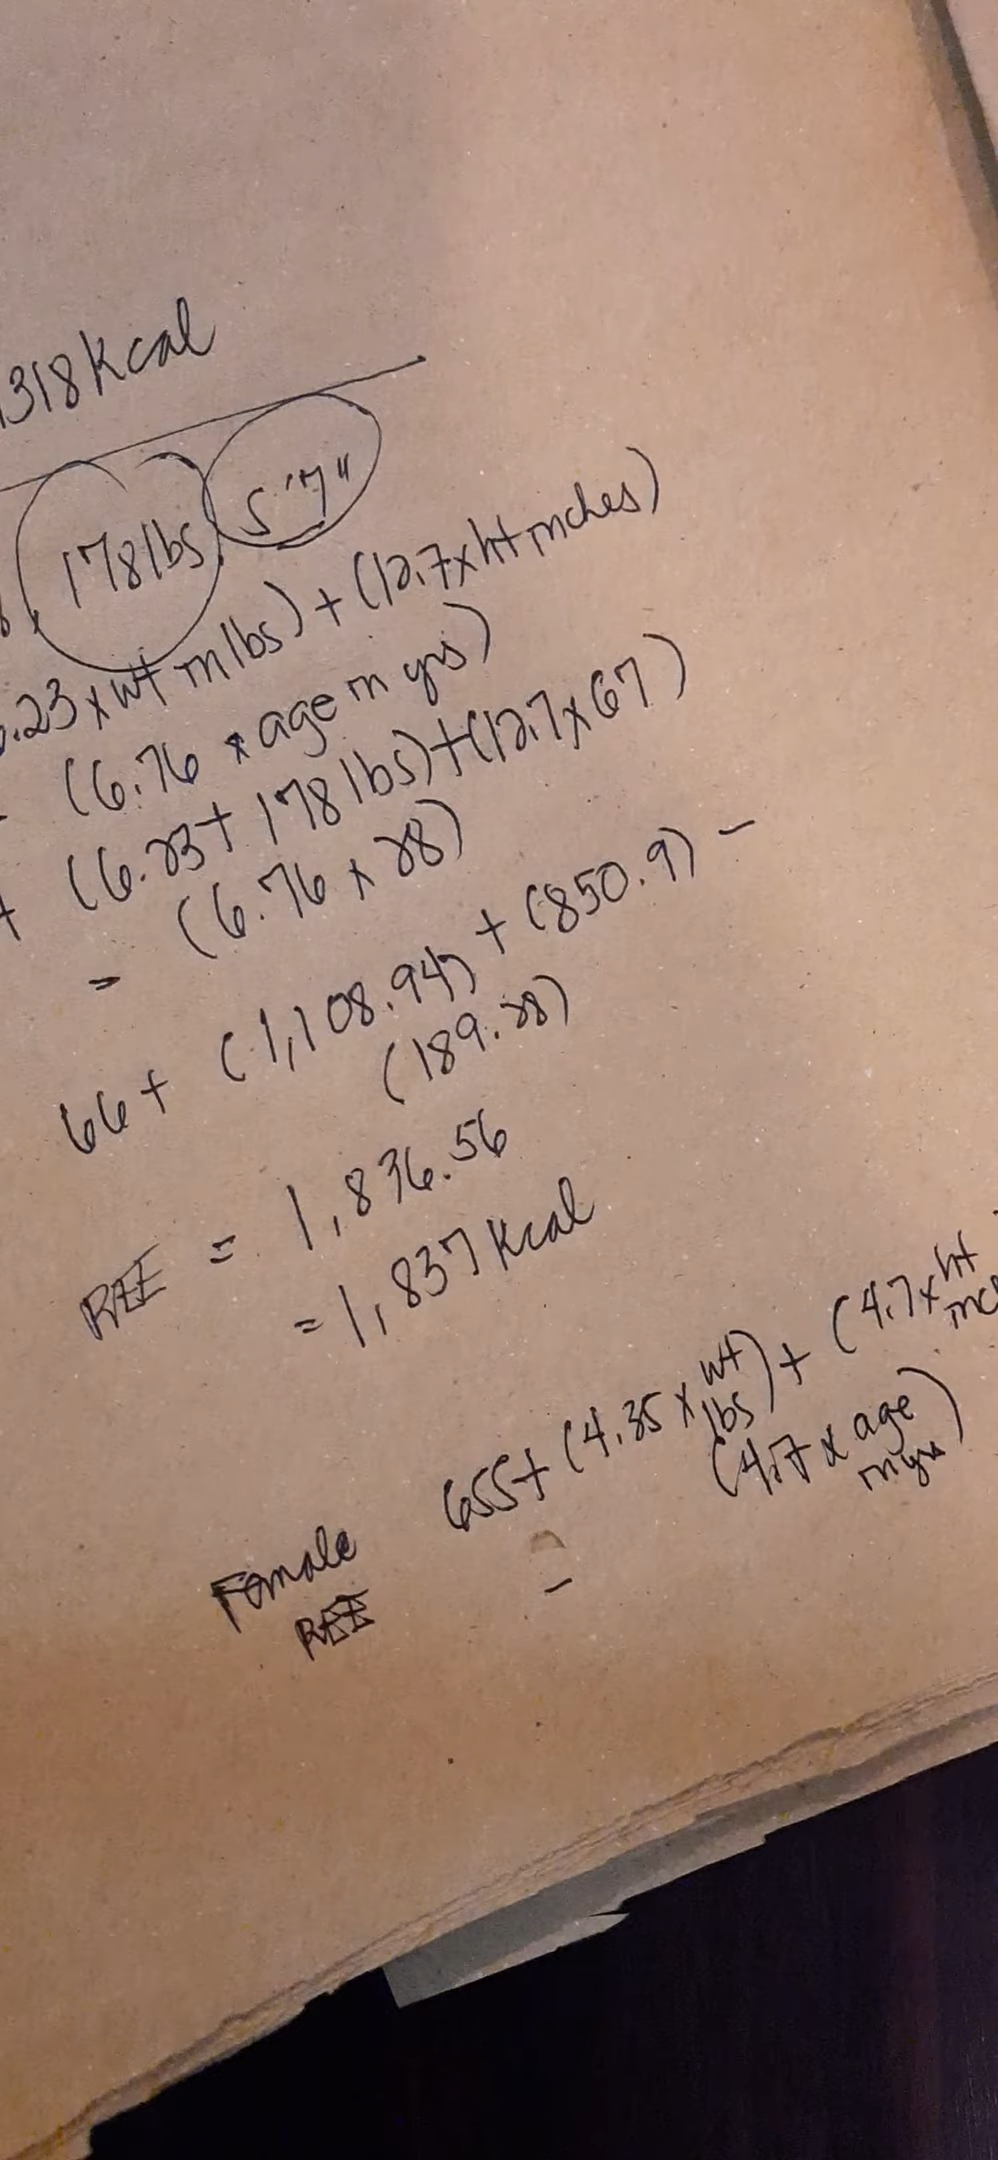 318 Kcal
178 lbs 5'7"
.23 x wt in lbs) + (12.7 x ht inches)
(6.76 x age in yrs)
(6.23 + 178 lbs) + (12.7 x 67)
= (6.76 x 28)
66 + (1,108.94) + (850.9) -
(189.28)
REE = 1,836.56
= 1,837 Kcal
Female 655 + (4.35 x wt lbs) + (4.7 x ht
REE - (4.7 x age in yrs)